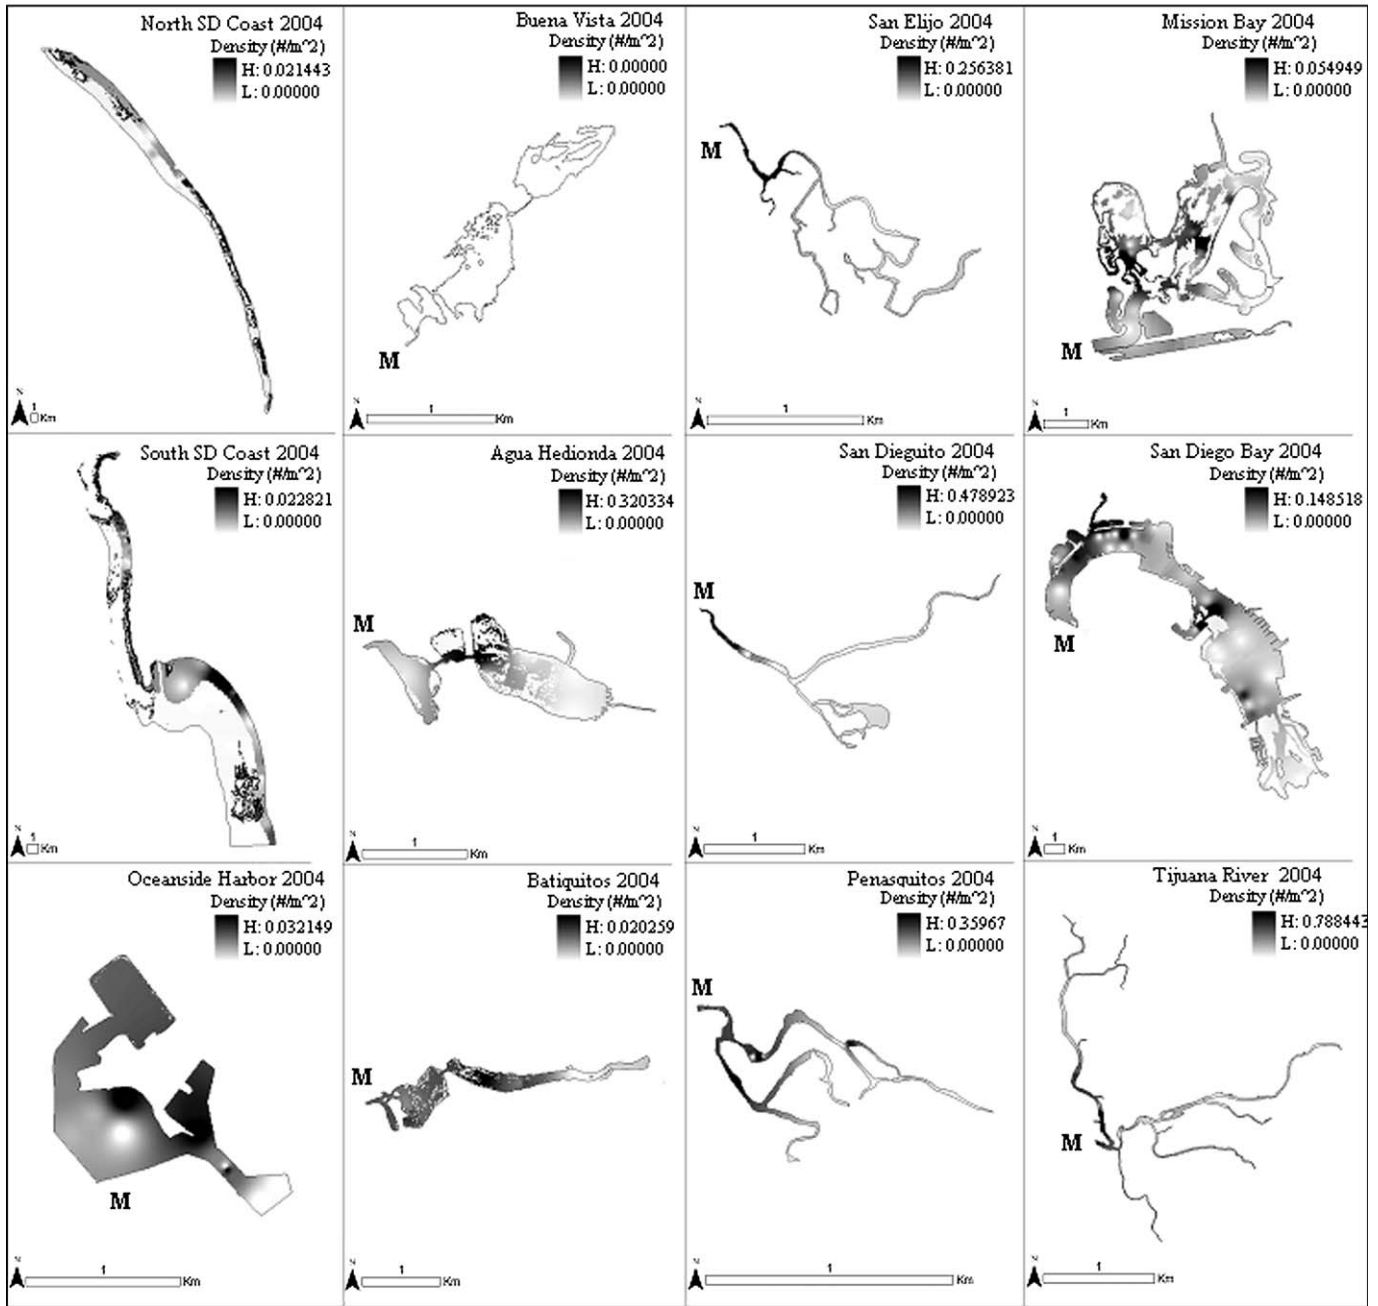 North SD Coast 2004
Density (#/m^2)
H: 0.021443
L: 0.00000
N
1
Km
Buena Vista 2004
Density (#/m^2)
H: 0.00000
L: 0.00000
M
N
1
Km
San Elijo 2004
Density (#/m^2)
H: 0.256381
L: 0.00000
M
N
1
Km
Mission Bay 2004
Density (#/m^2)
H: 0.054949
L: 0.00000
M
N
1
Km
South SD Coast 2004
Density (#/m^2)
H: 0.022821
L: 0.00000
N
1
Km
Agua Hedionda 2004
Density (#/m^2)
H: 0.320334
L: 0.00000
M
N
1
Km
San Dieguito 2004
Density (#/m^2)
H: 0.478923
L: 0.00000
M
N
1
Km
San Diego Bay 2004
Density (#/m^2)
H: 0.148518
L: 0.00000
M
N
1
Km
Oceanside Harbor 2004
Density (#/m^2)
H: 0.032149
L: 0.00000
M
N
1
Km
Batiquitos 2004
Density (#/m^2)
H: 0.020259
L: 0.00000
M
N
1
Km
Penasquitos 2004
Density (#/m^2)
H: 0.35967
L: 0.00000
M
N
1
Km
Tijuana River 2004
Density (#/m^2)
H: 0.788443
L: 0.00000
M
N
1
Km